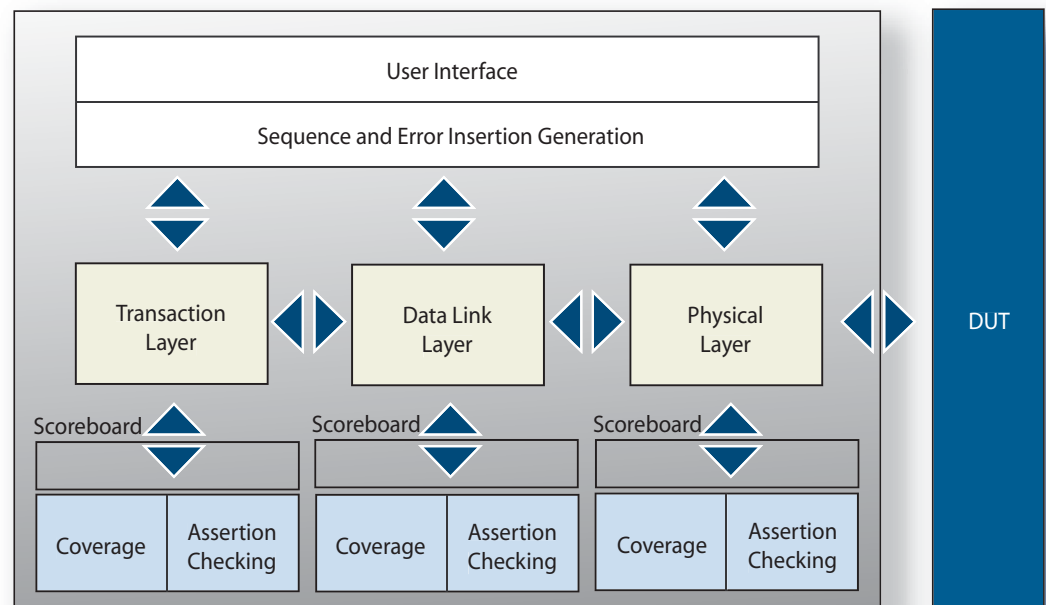 User Interface
Sequence and Error Insertion Generation
Transaction
Layer
Data Link
Layer
Physical
Layer
DUT
Scoreboard
Scoreboard
Scoreboard
Coverage
Assertion
Checking
Coverage
Assertion
Checking
Coverage
Assertion
Checking